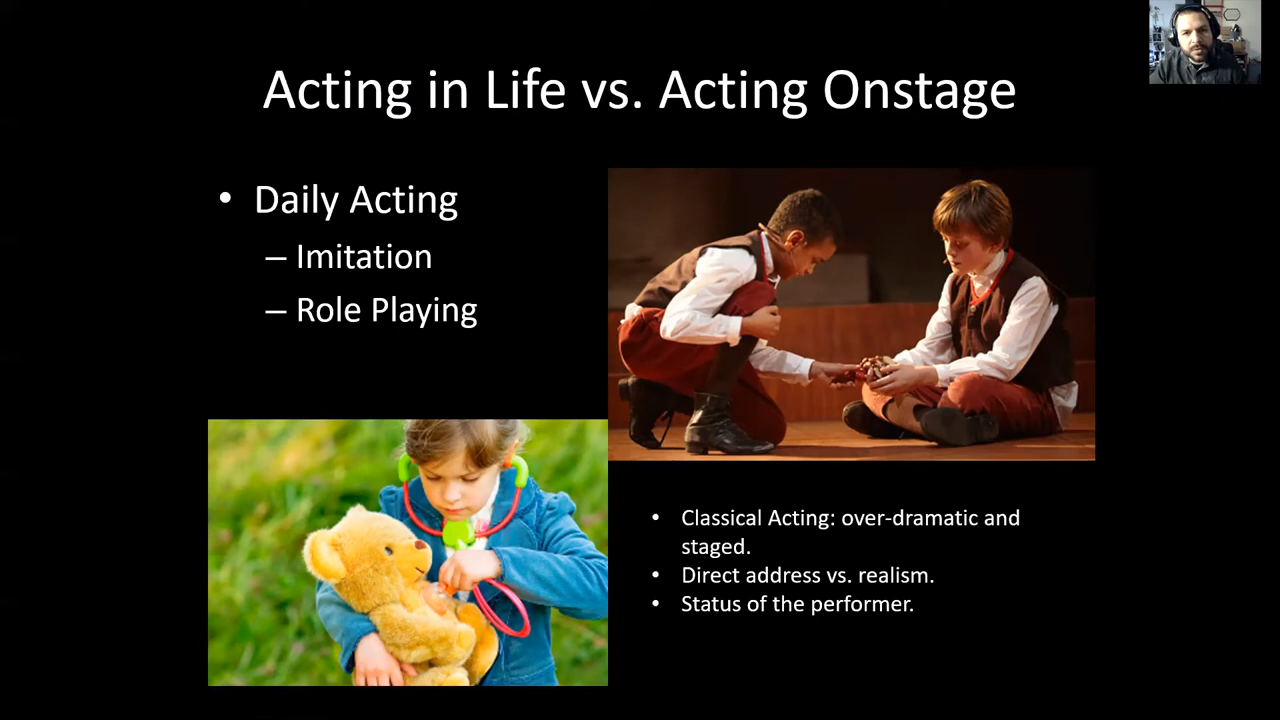 Acting in Life vs. Acting Onstage
• Daily Acting
– Imitation
– Role Playing
• Classical Acting: over-dramatic and
staged.
• Direct address vs. realism.
• Status of the performer.